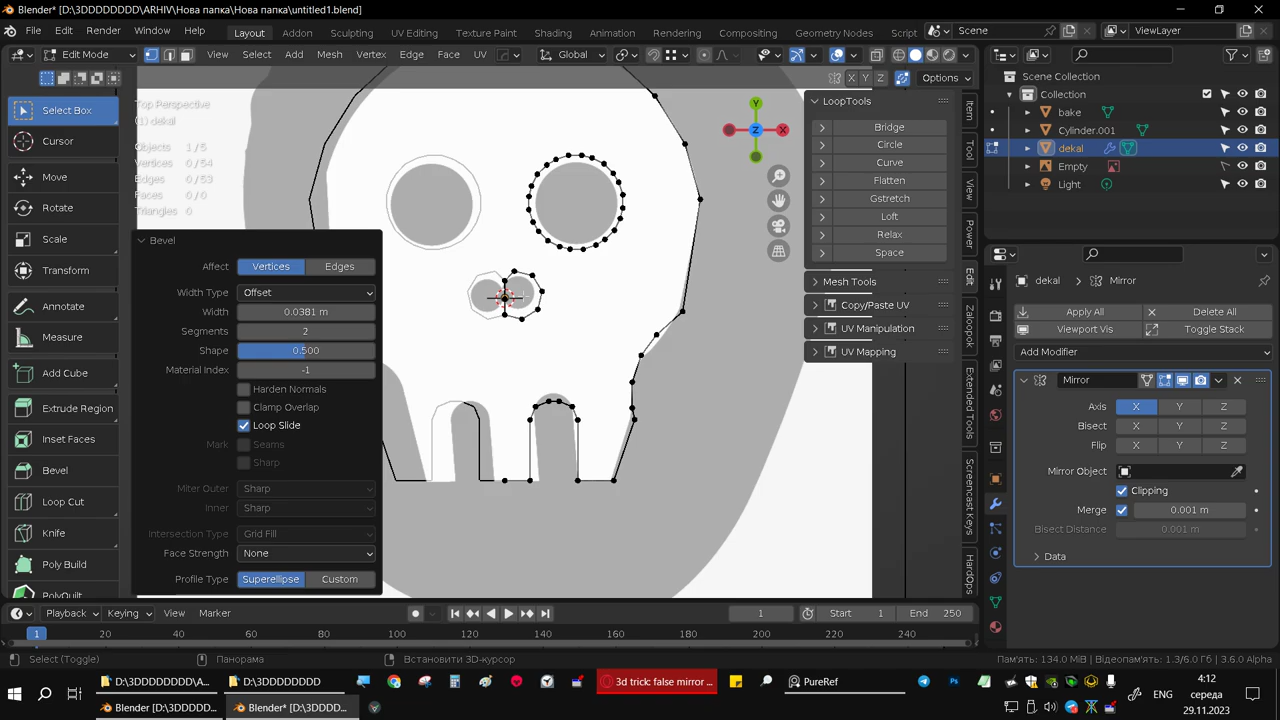 Blender* [D:\3DDDDDDDD\ARHIV\Нова папка\Нова папка\untitled1.blend]
File Edit Render Window Help Layout Addon Sculpting UV Editing Texture Paint Shading Animation Rendering Compositing Geometry Noc Scene ViewLayer
Edit Mode View Select Add Mesh Vertex Edge Face UV Global
X Y Z Options
Select Box
Cursor
Move
Rotate
Scale
Transform
Annotate
Measure
Add Cube
Extrude Region
Inset Faces
Bevel
Loop Cut
Knife
Poly Build
PolyQuilt
Top Perspective
(1) dekal
Objects 1/5
Vertices 0/54
Edges 0/53
Faces 0/0
Triangles 0
Bevel
Affect Vertices Edges
Width Type Offset
Width 0.0381 m
Segments 2
Shape 0.500
Material Index -1
Harden Normals
Clamp Overlap
Loop Slide
Mark Seams
Sharp
Miter Outer Sharp
Inner Sharp
Intersection Type Grid Fill
Face Strength None
Profile Type Superellipse Custom
Y
Z X
LoopTools
Bridge
Circle
Curve
Flatten
Gstretch
Loft
Relax
Space
Mesh Tools
Copy/Paste UV
UV Manipulation
UV Mapping
Item
Tool
View
Edit
Zaloopok
Screencast Keys
HardOps
Scene Collection
Collection
bake
Cylinder.001
dekal
Empty
Light
dekal Mirror
Apply All Delete All
Viewport Vis Toggle Stack
Add Modifier
Mirror
Axis X Y Z
Bisect X Y Z
Flip X Y Z
Mirror Object
Clipping
Merge 0.001 m
Bisect Distance 0.001 m
Data
Playback Keying View Marker 1 Start 1 End 250
1 20 40 60 80 100 120 140 160 180 200 220 240
Select (Toggle) Панорама Встановити 3D-курсор Пам'ять: 134.0 МіВ | Відеопам'ять: 1.3/6.0 Gi | 3.6.0 Alpha
D:\3DDDDDDDD\A... D:\3DDDDDDDD 3d trick: false mirror ... PureRef
Blender [D:\3DDDD... Blender* [D:\3DDDD...
ENG
4:12
середа
29.11.2023